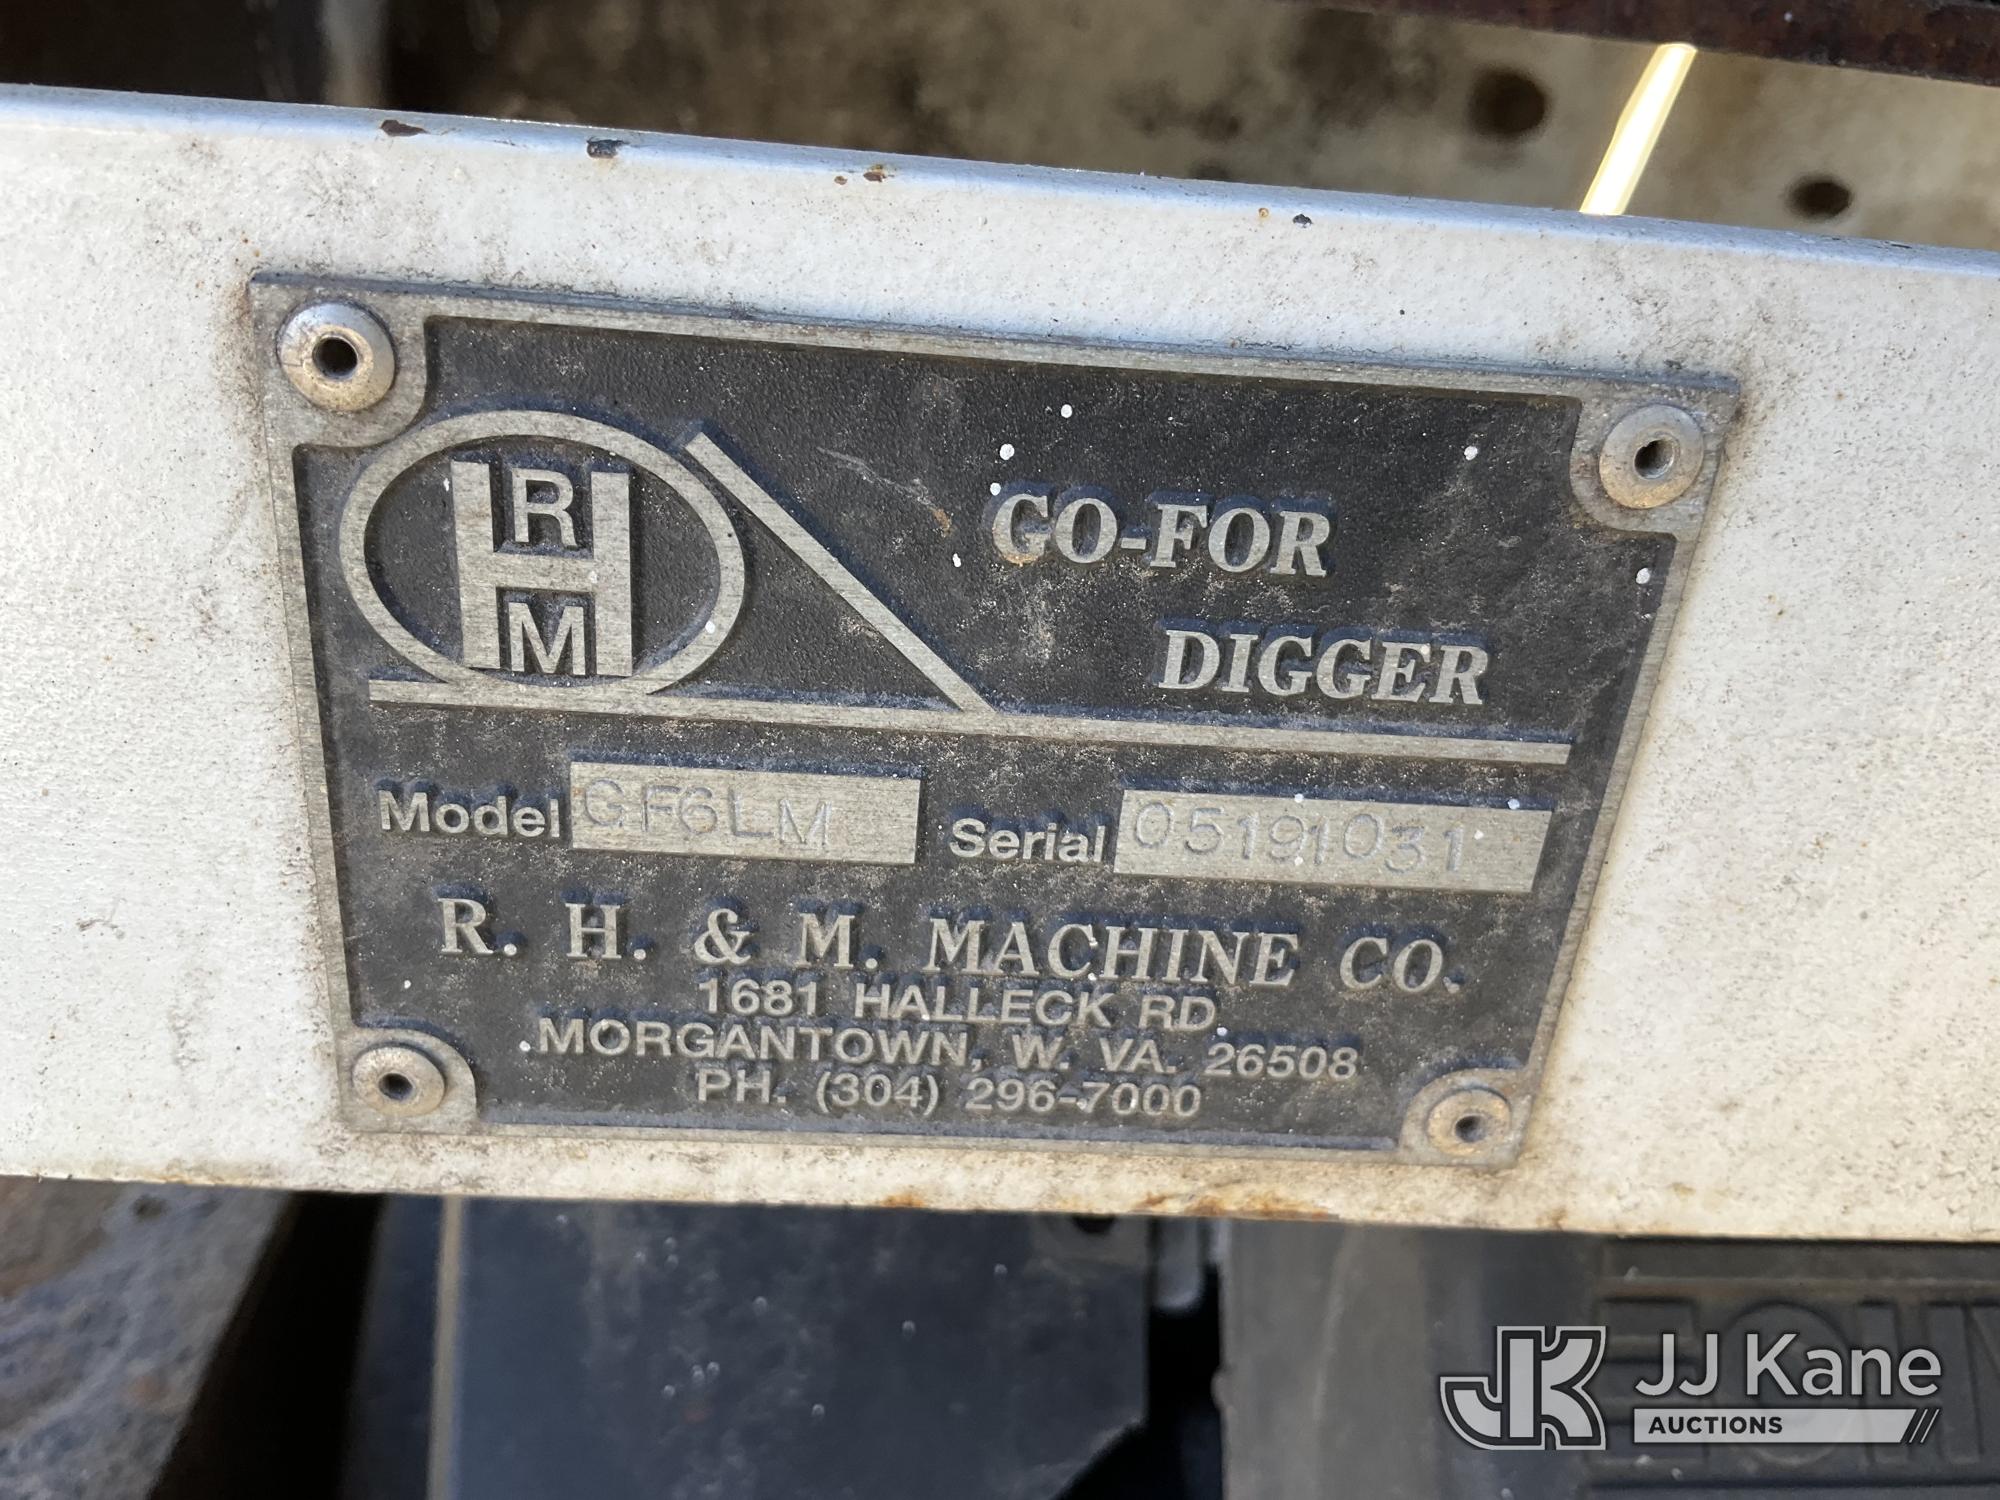 R
H
M
GO-FOR
DIGGER
Model GF6LM Serial 05191031
R. H. & M. MACHINE CO.
1681 HALLECK RD
MORGANTOWN, W. VA. 26508
PH. (304) 296-7000
JK JJ Kane
AUCTIONS